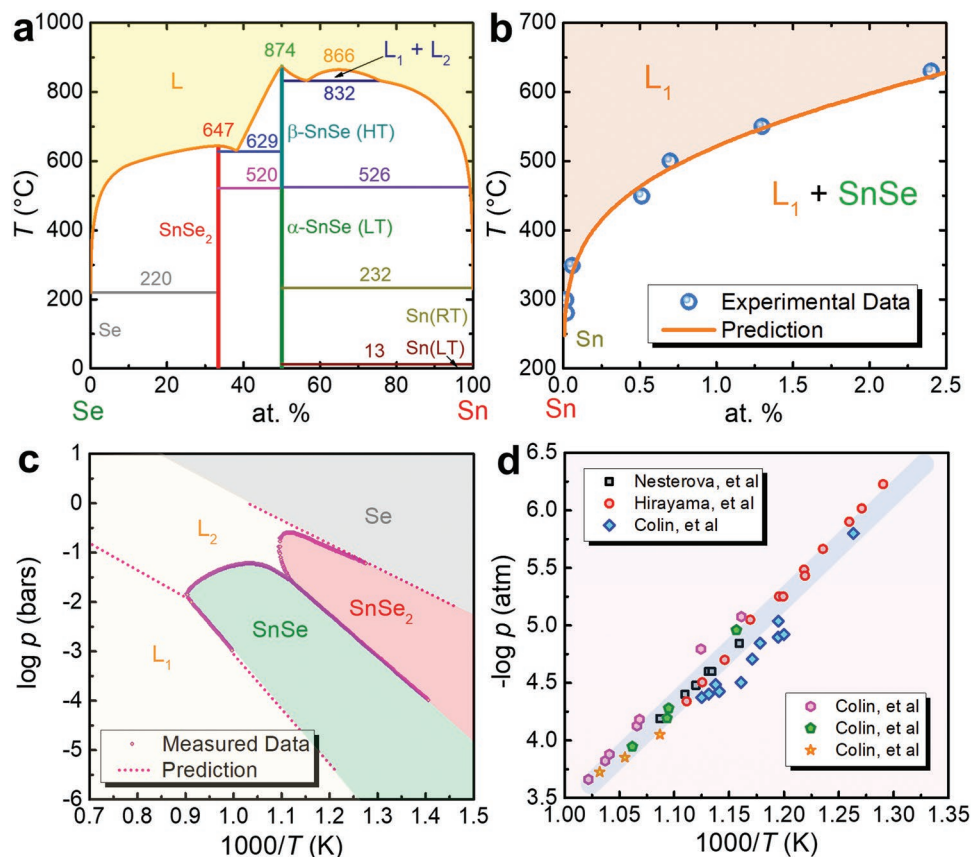 a
874
866
L₁ + L₂
L
832
800
647
β-SnSe (HT)
629
600
520
526
T (°C)
SnSe₂
α-SnSe (LT)
400
220
232
200
Se
Sn(RT)
13
Sn(LT)
1000
0
0 20 40 60 80 100
Se
at. %
Sn
b
700
L₁
600
500
L₁ + SnSe
T (°C)
400
300
Experimental Data
Prediction
Sn
200
0.0 0.5 1.0 1.5 2.0 2.5
Sn
at. %
c
1
0
-1
-2
-3
-4
-5
-6
log p (bars)
Se
L₂
SnSe₂
SnSe
L₁
Measured Data
Prediction
0.7 0.8 0.9 1.0 1.1 1.2 1.3 1.4 1.5
1000/T (K)
d
6.5
6.0
5.5
5.0
4.5
4.0
3.5
-log p (atm)
Nesterova, et al
Hirayama, et al
Colin, et al
Colin, et al
Colin, et al
Colin, et al
1.00 1.05 1.10 1.15 1.20 1.25 1.30 1.35
1000/T (K)